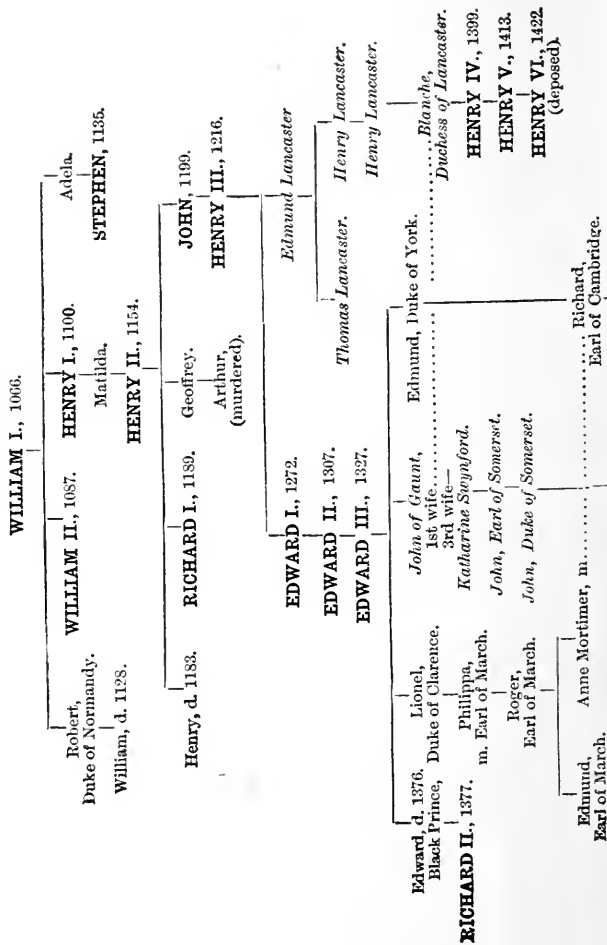 WILLIAM I., 1066.
Robert,
Duke of Normandy.
William, d. 1128.
WILLIAM II., 1087.
HENRY I., 1100.
Matilda.
HENRY II., 1154.
Adela.
STEPHEN, 1135.
Henry, d. 1183.
RICHARD I., 1189.
Geoffrey.
Arthur,
(murdered).
JOHN, 1199.
HENRY III., 1216.
EDWARD I., 1272.
EDWARD II., 1307.
EDWARD III., 1327.
Edmund Lancaster
Thomas Lancaster.
Henry Lancaster.
Henry Lancaster.
Edward, d. 1376.
Black Prince,
RICHARD II., 1377.
Lionel,
Duke of Clarence.
Philippa,
m. Earl of March.
Roger,
Earl of March.
Edmund,
Earl of March.
Anne Mortimer, m.
John of Gaunt,
1st wife
3rd wife—
Katharine Swynford.
John, Earl of Somerset.
John, Duke of Somerset.
Edmund, Duke of York.
Richard,
Earl of Cambridge.
Blanche,
Duchess of Lancaster.
HENRY IV., 1399.
HENRY V., 1413.
HENRY VI., 1422.
(deposed).